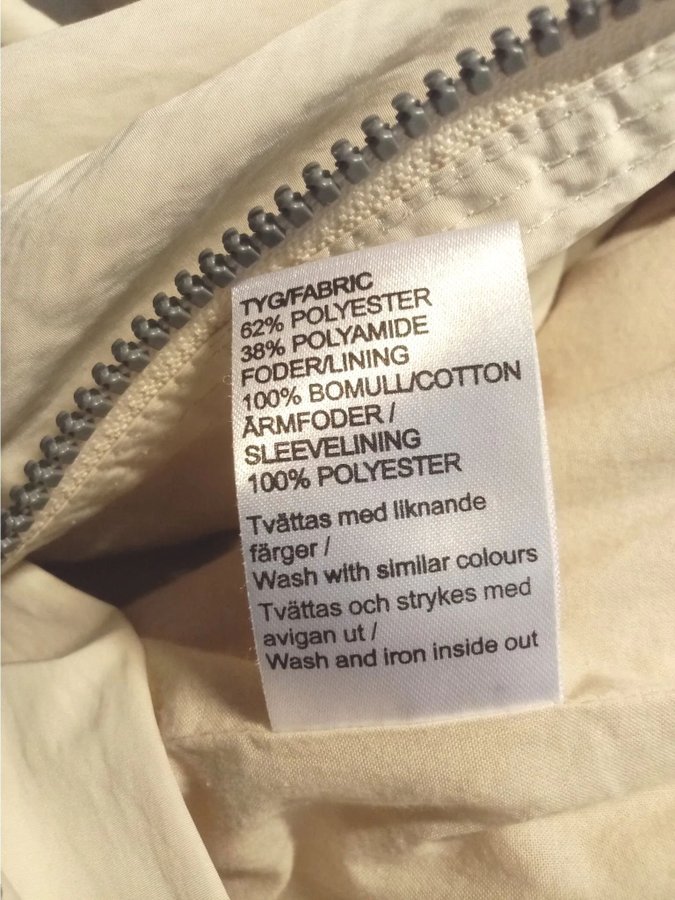 TYG/FABRIC
62% POLYESTER
38% POLYAMIDE
FODER/LINING
100% BOMULL/COTTON
ÄRMFODER /
SLEEVELINING
100% POLYESTER
Tvättas med liknande
färger /
Wash with similar colours
Tvättas och strykes med
avigan ut /
Wash and iron inside out